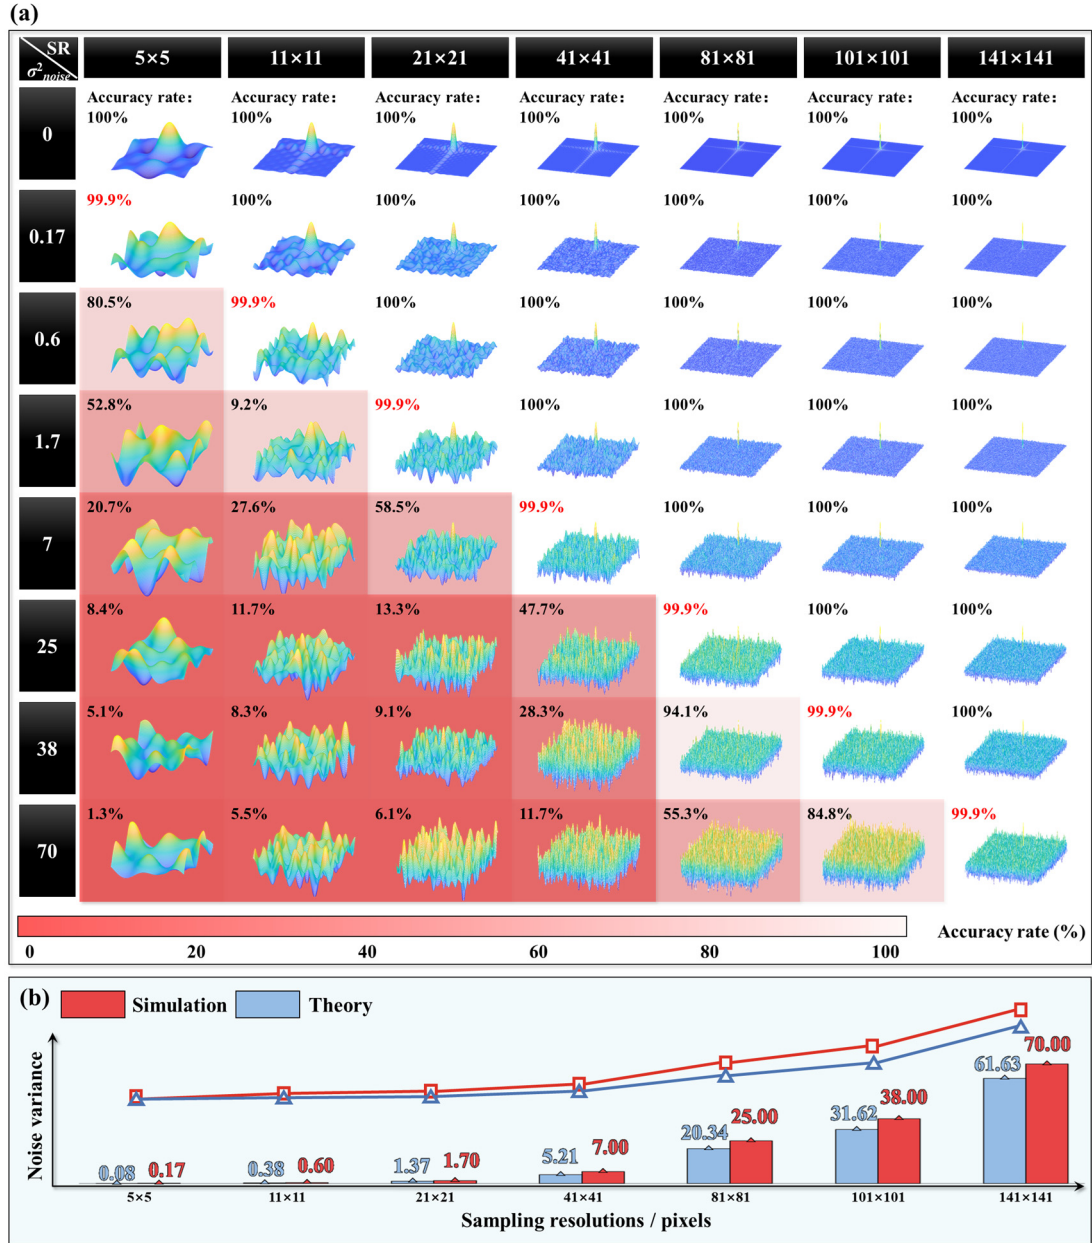 (a)
SR
σ²noise
5×5 11×11 21×21 41×41 81×81 101×101 141×141
Accuracy rate: Accuracy rate: Accuracy rate: Accuracy rate: Accuracy rate: Accuracy rate: Accuracy rate:
0 100% 100% 100% 100% 100% 100% 100%
0.17 99.9% 100% 100% 100% 100% 100% 100%
0.6 80.5% 99.9% 100% 100% 100% 100% 100%
1.7 52.8% 9.2% 99.9% 100% 100% 100% 100%
7 20.7% 27.6% 58.5% 99.9% 100% 100% 100%
25 8.4% 11.7% 13.3% 47.7% 99.9% 100% 100%
38 5.1% 8.3% 9.1% 28.3% 94.1% 99.9% 100%
70 1.3% 5.5% 6.1% 11.7% 55.3% 84.8% 99.9%
0 20 40 60 80 100 Accuracy rate (%)
(b) Simulation Theory
Noise variance
0.08 0.17 0.38 0.60 1.37 1.70 5.21 7.00 20.34 25.00 31.62 38.00 61.63 70.00
5×5 11×11 21×21 41×41 81×81 101×101 141×141
Sampling resolutions / pixels